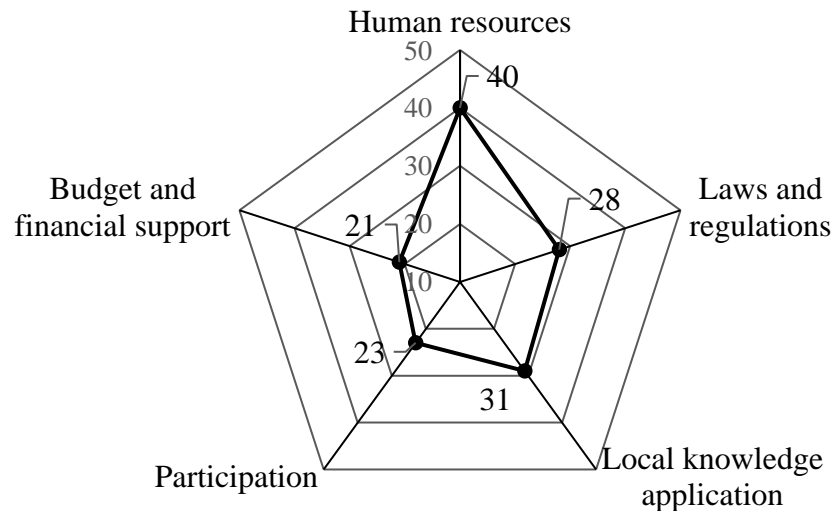 Human resources
50
40
40
30
20
10
28
Laws and
regulations
Budget and
financial support
21
23
31
Participation
Local knowledge
application